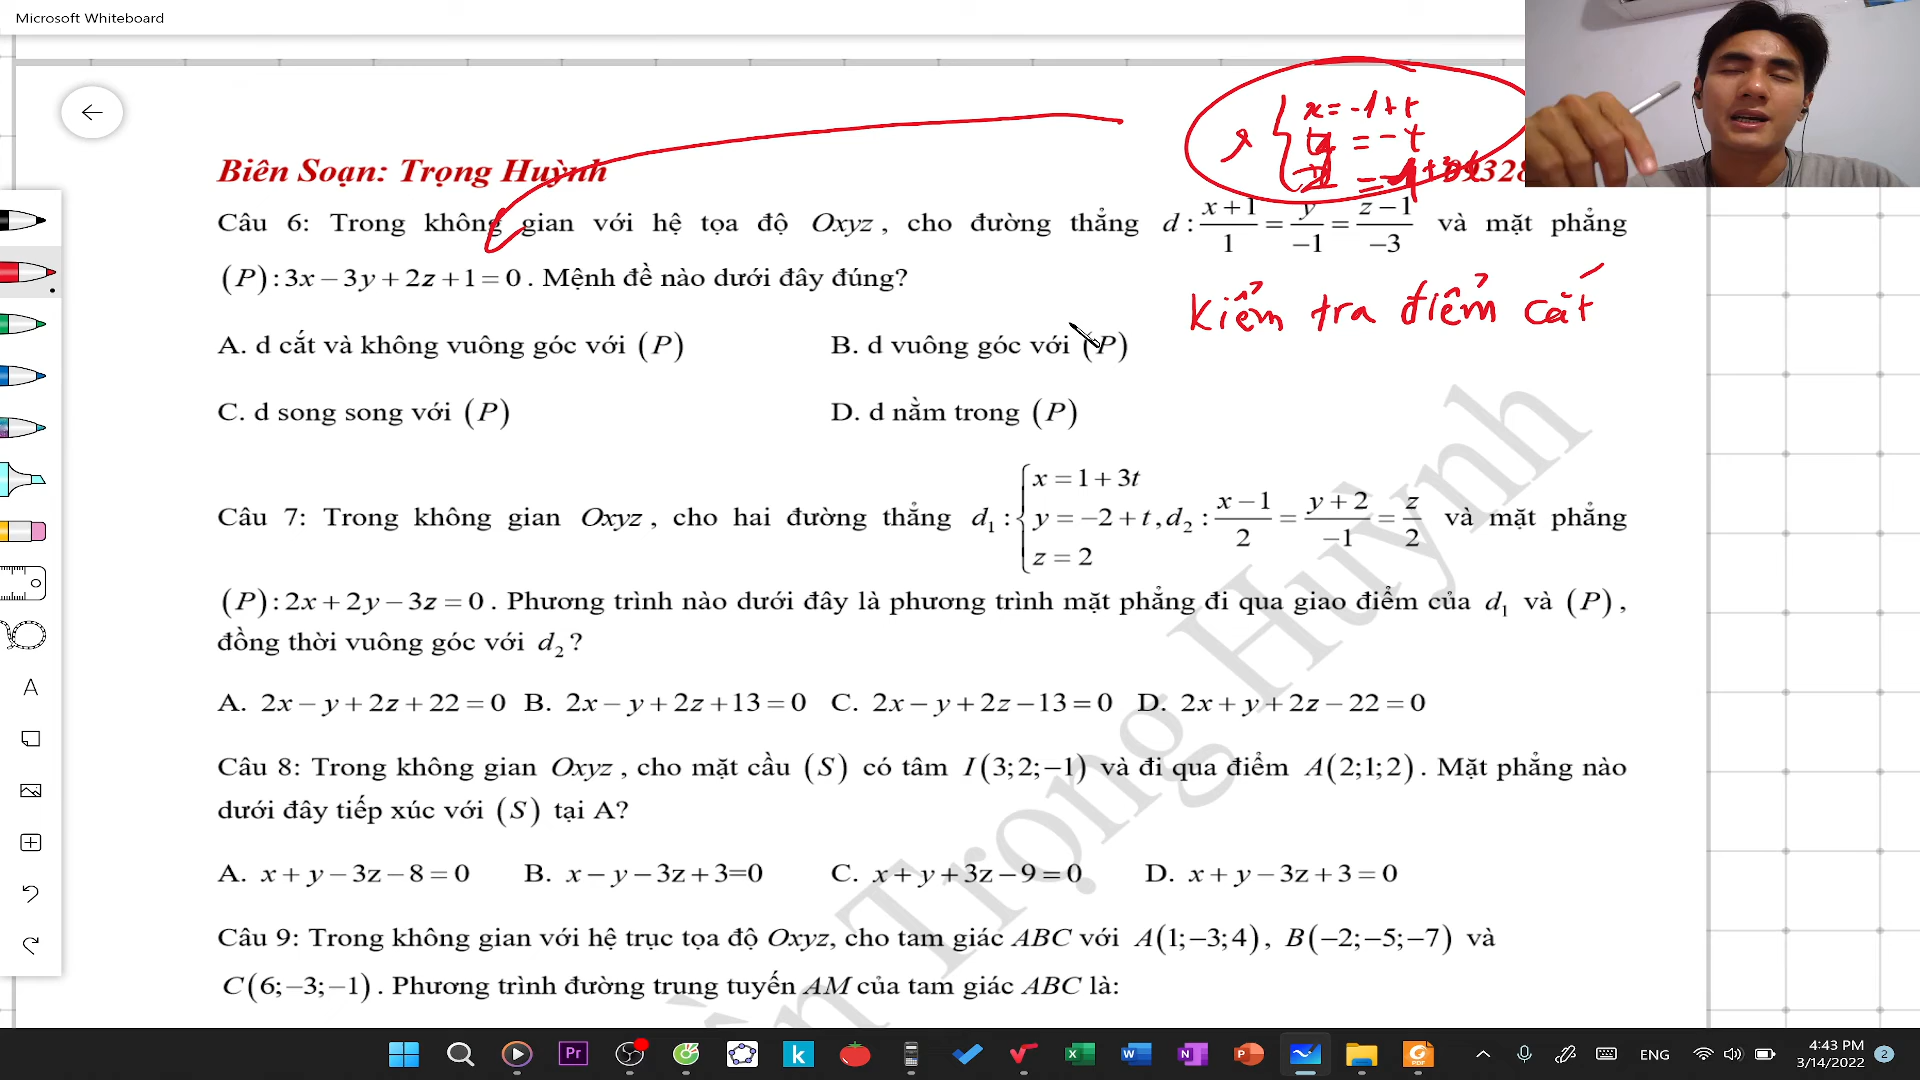 Microsoft Whiteboard
x = -1 + t
y = -t
Biên Soạn: Trọng Huỳnh
Câu 6: Trong không gian với hệ tọa độ Oxyz, cho đường thẳng d : (x+1)/1 = y/(−1) = (z−1)/(−3) và mặt phẳng
(P): 3x − 3y + 2z + 1 = 0. Mệnh đề nào dưới đây đúng?
kiểm tra điểm cắt
A. d cắt và không vuông góc với (P) B. d vuông góc với (P)
C. d song song với (P) D. d nằm trong (P)
Câu 7: Trong không gian Oxyz, cho hai đường thẳng d₁ : { x = 1 + 3t; y = −2 + t; z = 2 , d₂ : (x−1)/2 = (y+2)/(−1) = z/2 và mặt phẳng
(P): 2x + 2y − 3z = 0. Phương trình nào dưới đây là phương trình mặt phẳng đi qua giao điểm của d₁ và (P),
đồng thời vuông góc với d₂?
A. 2x − y + 2z + 22 = 0 B. 2x − y + 2z + 13 = 0 C. 2x − y + 2z − 13 = 0 D. 2x + y + 2z − 22 = 0
Câu 8: Trong không gian Oxyz, cho mặt cầu (S) có tâm I(3;2;−1) và đi qua điểm A(2;1;2). Mặt phẳng nào
dưới đây tiếp xúc với (S) tại A?
A. x + y − 3z − 8 = 0 B. x − y − 3z + 3=0 C. x + y + 3z − 9 = 0 D. x + y − 3z + 3 = 0
Câu 9: Trong không gian với hệ trục tọa độ Oxyz, cho tam giác ABC với A(1;−3;4), B(−2;−5;−7) và
C(6;−3;−1). Phương trình đường trung tuyến AM của tam giác ABC là:
Trọng Huỳnh
A
Pr
k
ENG
4:43 PM
3/14/2022
2